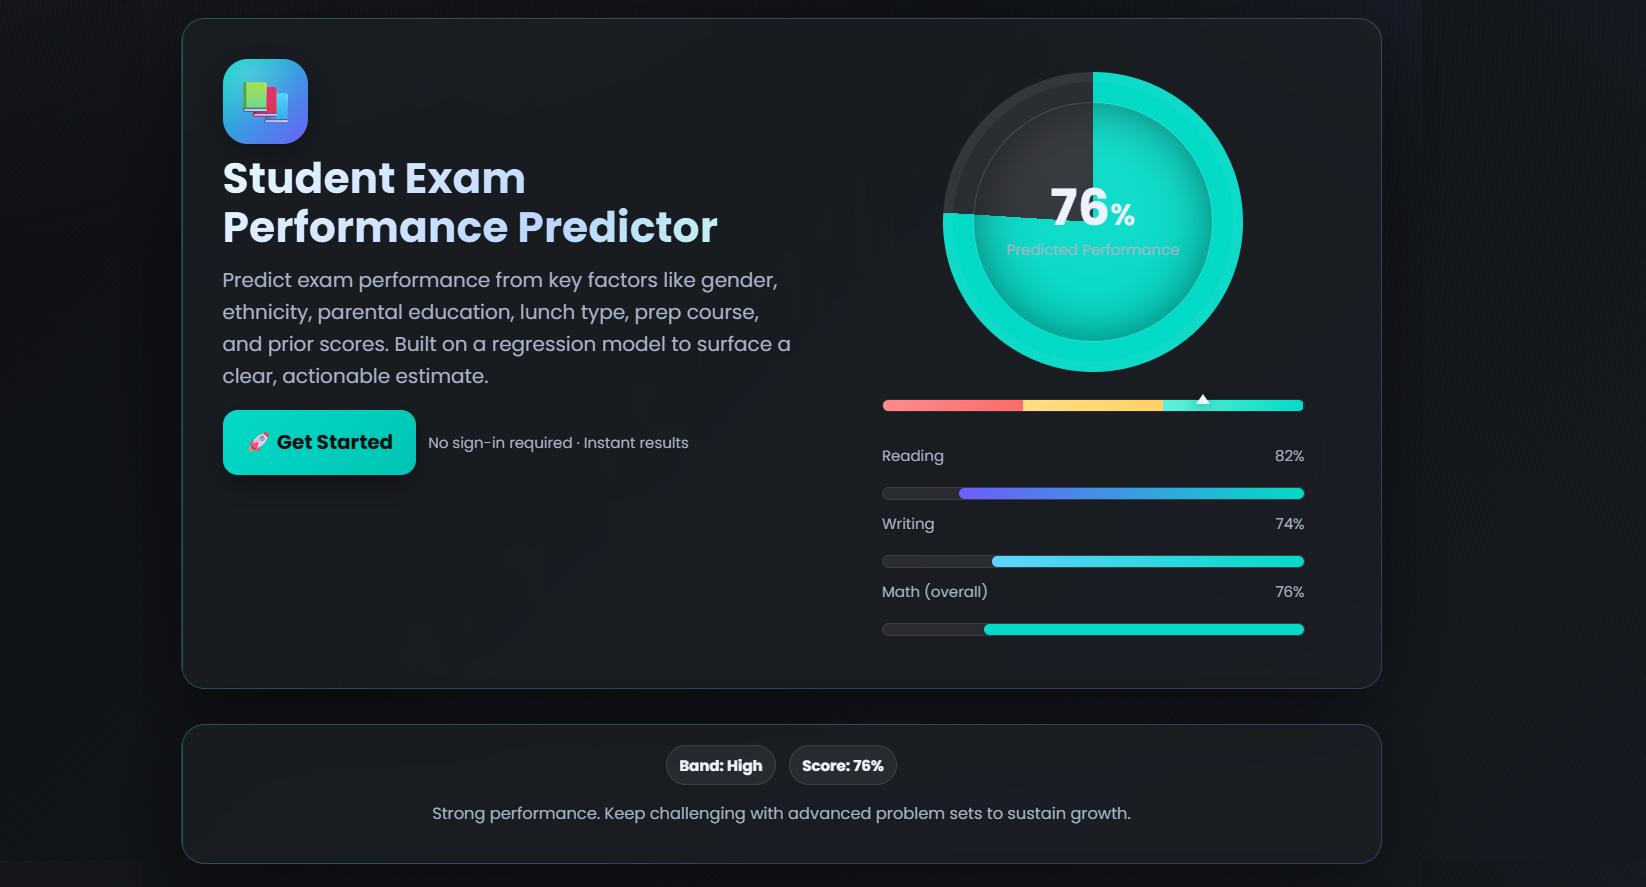 Student Exam
Performance Predictor
Predict exam performance from key factors like gender,
ethnicity, parental education, lunch type, prep course,
and prior scores. Built on a regression model to surface a
clear, actionable estimate.
🚀 Get Started
No sign-in required · Instant results
76%
Predicted Performance
Reading 82%
Writing 74%
Math (overall) 76%
Band: High
Score: 76%
Strong performance. Keep challenging with advanced problem sets to sustain growth.